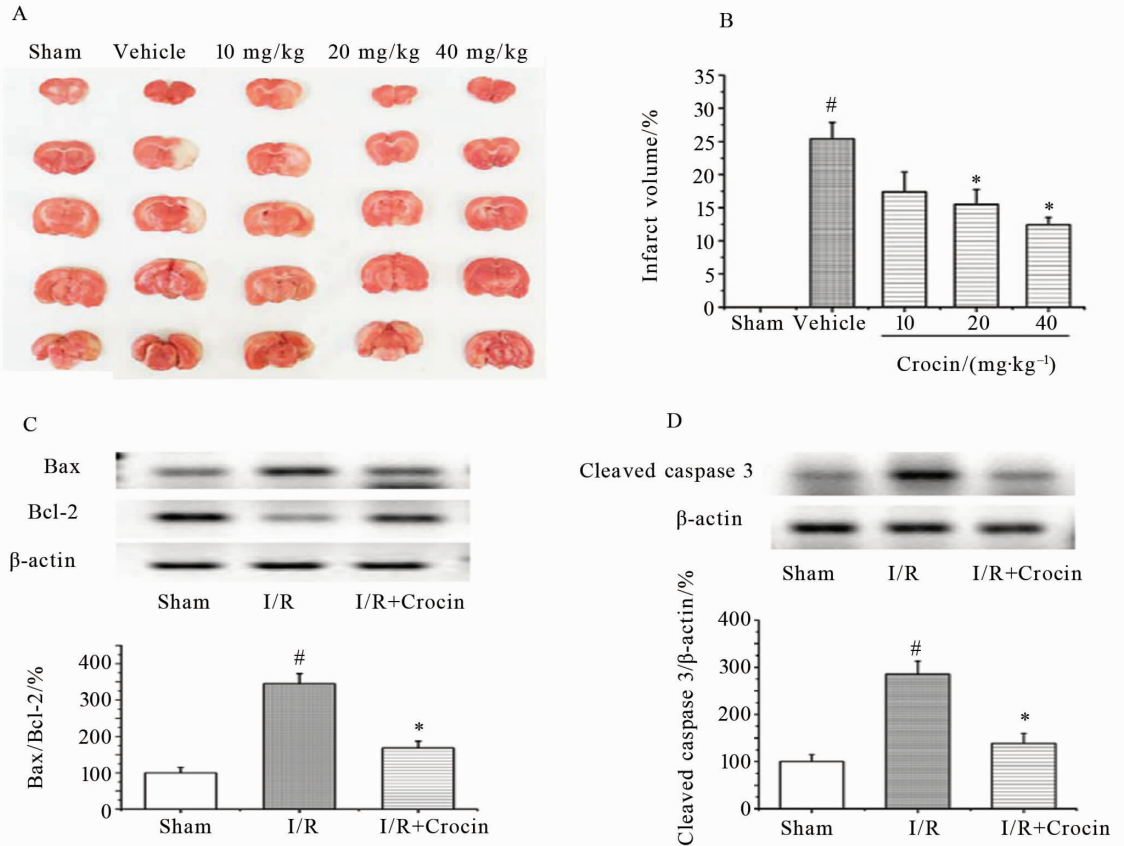 A
Sham Vehicle 10 mg/kg 20 mg/kg 40 mg/kg
B
Infarct volume/%
35
30
25
20
15
10
5
0
#
*
*
Sham Vehicle 10 20 40
Crocin/(mg·kg⁻¹)
C
Bax
Bcl-2
β-actin
Sham I/R I/R+Crocin
Bax/Bcl-2/%
400
300
200
100
0
#
*
Sham I/R I/R+Crocin
D
Cleaved caspase 3
β-actin
Sham I/R I/R+Crocin
Cleaved caspase 3/β-actin/%
400
300
200
100
0
#
*
Sham I/R I/R+Crocin